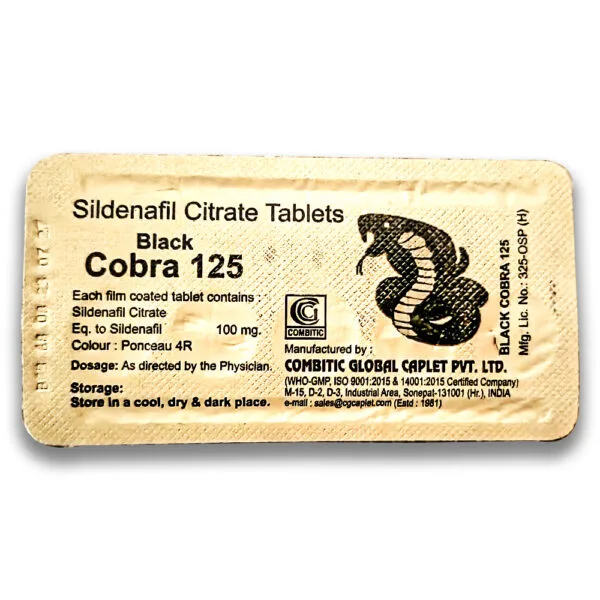 Sildenafil Citrate Tablets
Black
Cobra 125
Each film coated tablet contains :
Sildenafil Citrate
Eq. to Sildenafil 100 mg.
Colour : Ponceau 4R
Dosage: As directed by the Physician.
Storage:
Store in a cool, dry & dark place.
CG
COMBITIC
Manufactured by :
COMBITIC GLOBAL CAPLET PVT. LTD.
(WHO-GMP, ISO 9001:2015 & 14001:2015 Certified Company)
M-15, D-2, D-3, Industrial Area, Sonepat-131001 (Hr.), INDIA
e-mail : sales@cgcaplet.com (Estd : 1981)
BLACK COBRA 125
Mfg. Lic. No.: 325-OSP (H)